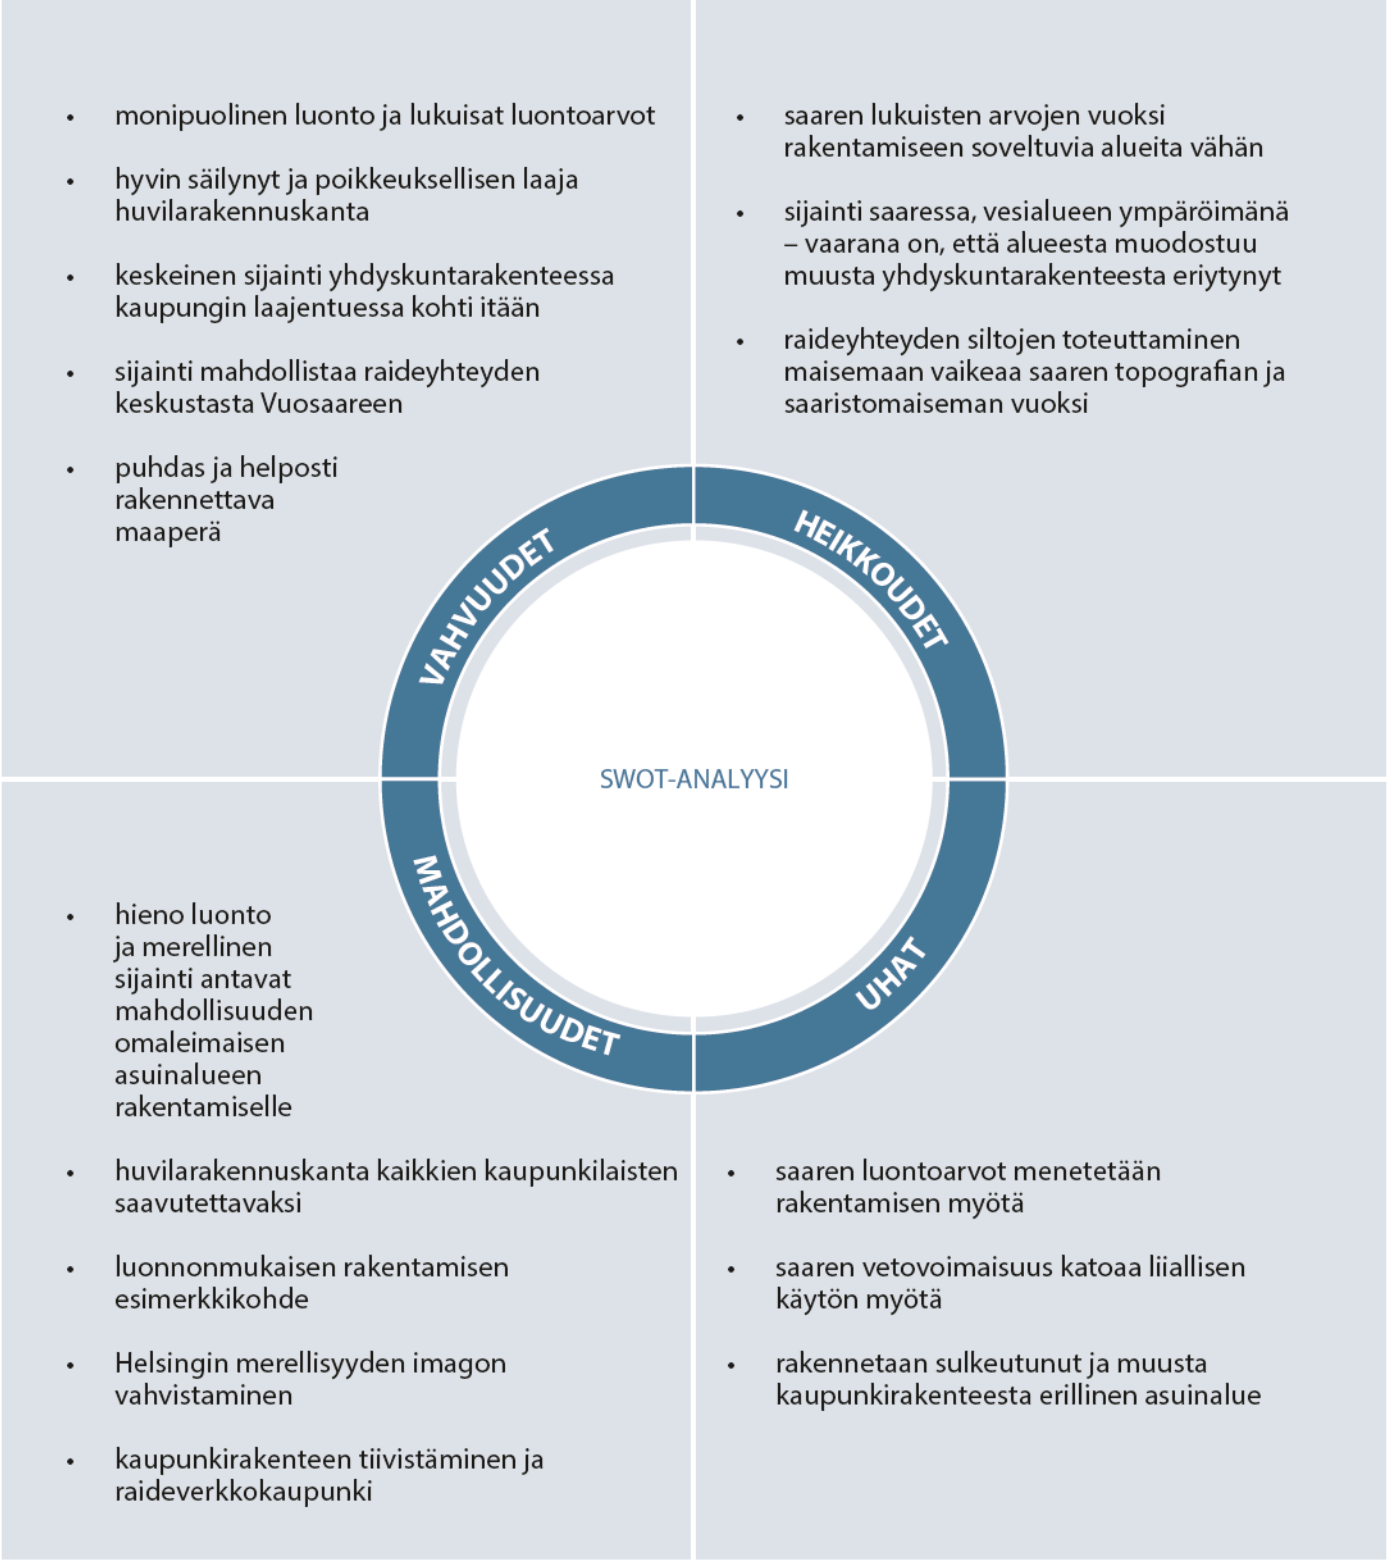 monipuolinen luonto ja lukuisat luontoarvot
hyvin säilynyt ja poikkeuksellisen laaja
huvilarakennuskanta
keskeinen sijainti yhdyskuntarakenteessa
kaupungin laajentuessa kohti itään
sijainti mahdollistaa raideyhteyden
keskustasta Vuosaareen
puhdas ja helposti
rakennettava
maaperä
VAHVUUDET
saaren lukuisten arvojen vuoksi
rakentamiseen soveltuvia alueita vähän
sijainti saaressa, vesialueen ympäröimänä
– vaarana on, että alueesta muodostuu
muusta yhdyskuntarakenteesta eriytynyt
raideyhteyden siltojen toteuttaminen
maisemaan vaikeaa saaren topografian ja
saaristomaiseman vuoksi
HEIKKOUDET
SWOT-ANALYYSI
MAHDOLLISUUDET
hieno luonto
ja merellinen
sijainti antavat
mahdollisuuden
omaleimaisen
asuinalueen
rakentamiselle
huvilarakennuskanta kaikkien kaupunkilaisten
saavutettavaksi
luonnonmukaisen rakentamisen
esimerkkikohde
Helsingin merellisyyden imagon
vahvistaminen
kaupunkirakenteen tiivistäminen ja
raideverkkokaupunki
UHAT
saaren luontoarvot menetetään
rakentamisen myötä
saaren vetovoimaisuus katoaa liiallisen
käytön myötä
rakennetaan sulkeutunut ja muusta
kaupunkirakenteesta erillinen asuinalue